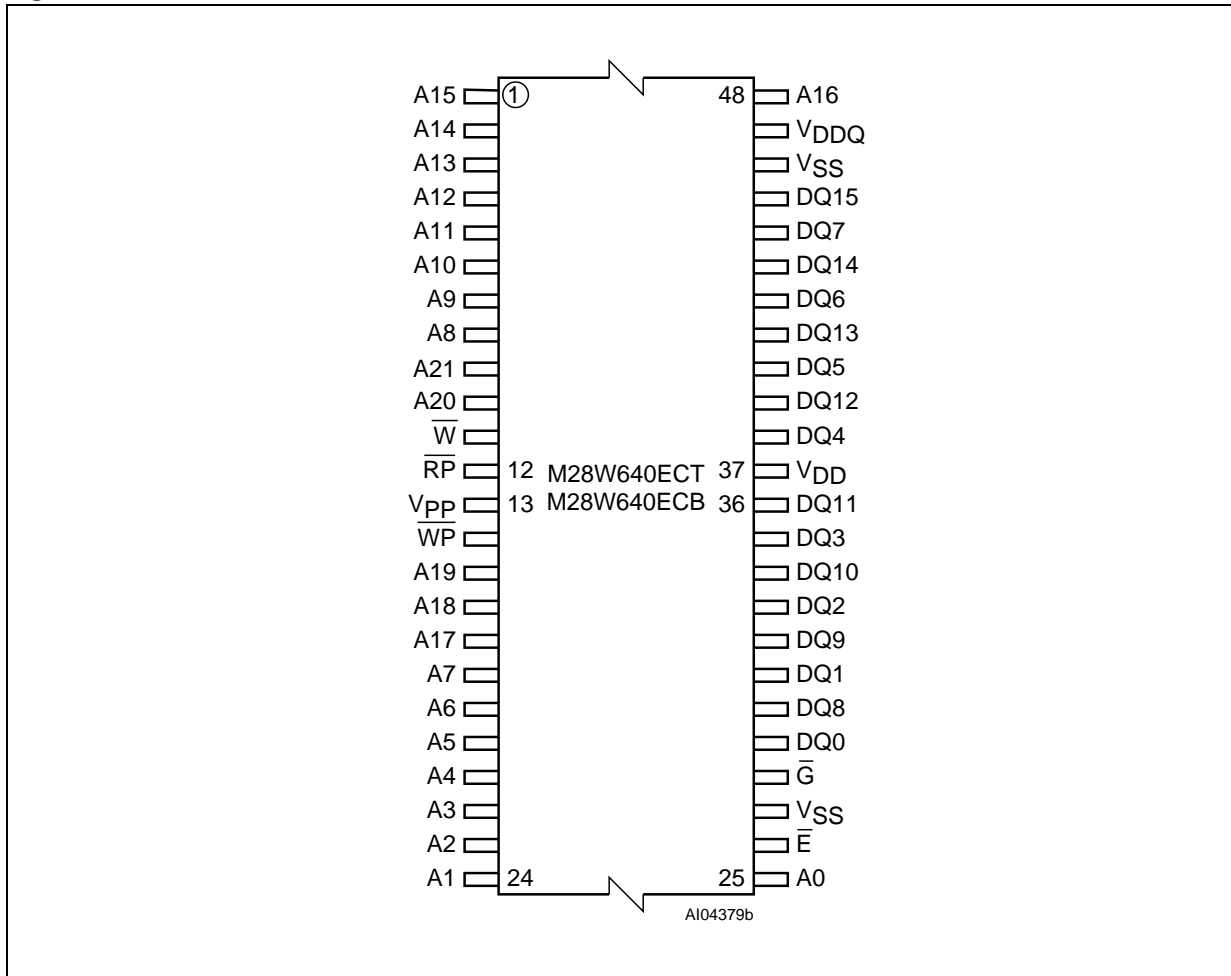 A15 1 48 A16
A14 VDDQ
A13 VSS
A12 DQ15
A11 DQ7
A10 DQ14
A9 DQ6
A8 DQ13
A21 DQ5
A20 DQ12
W̅ DQ4
R̅P̅ 12 M28W640ECT 37 VDD
VPP 13 M28W640ECB 36 DQ11
W̅P̅ DQ3
A19 DQ10
A18 DQ2
A17 DQ9
A7 DQ1
A6 DQ8
A5 DQ0
A4 G̅
A3 VSS
A2 E̅
A1 24 25 A0
AI04379b